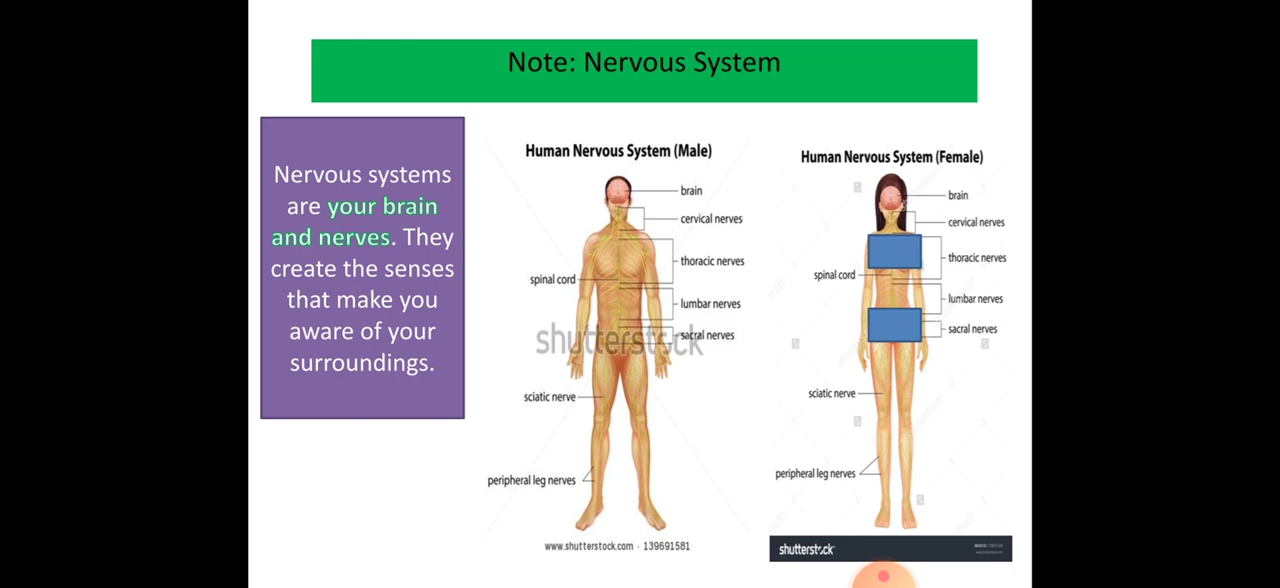 Note: Nervous System
Nervous systems
are your brain
and nerves. They
create the senses
that make you
aware of your
surroundings.
Human Nervous System (Male)
brain
cervical nerves
thoracic nerves
spinal cord
lumbar nerves
sacral nerves
shutterstock
sciatic nerve
peripheral leg nerves
www.shutterstock.com · 139691581
Human Nervous System (Female)
brain
cervical nerves
thoracic nerves
spinal cord
lumbar nerves
sacral nerves
sciatic nerve
peripheral leg nerves
shutterstock